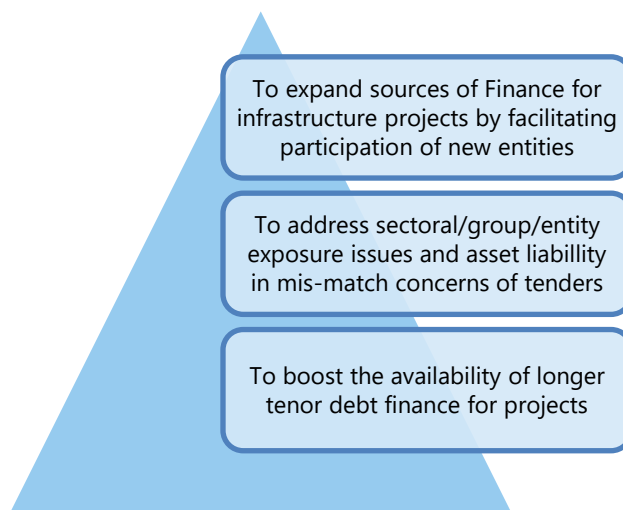 To expand sources of Finance for
infrastructure projects by facilitating
participation of new entities
To address sectoral/group/entity
exposure issues and asset liabillity
in mis-match concerns of tenders
To boost the availability of longer
tenor debt finance for projects